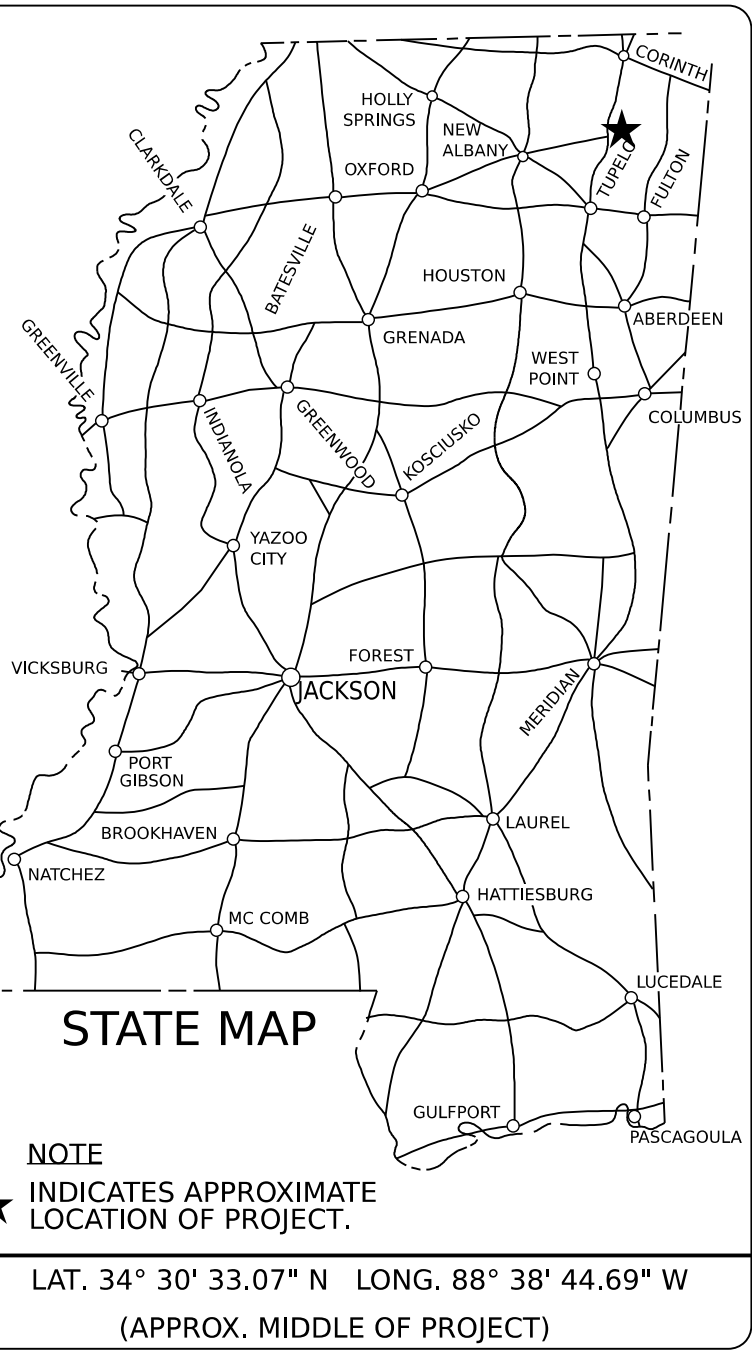 CORINTH
HOLLY
SPRINGS
NEW
ALBANY
CLARKDALE
OXFORD
TUPELO
FULTON
BATESVILLE
HOUSTON
ABERDEEN
GREENVILLE
GRENADA
WEST
POINT
COLUMBUS
INDIANOLA
GREENWOOD
KOSCIUSKO
YAZOO
CITY
VICKSBURG
FOREST
JACKSON
MERIDIAN
PORT
GIBSON
BROOKHAVEN
LAUREL
NATCHEZ
HATTIESBURG
MC COMB
LUCEDALE
STATE MAP
GULFPORT
PASCAGOULA
NOTE
INDICATES APPROXIMATE
LOCATION OF PROJECT.
LAT. 34° 30' 33.07" N LONG. 88° 38' 44.69" W
(APPROX. MIDDLE OF PROJECT)